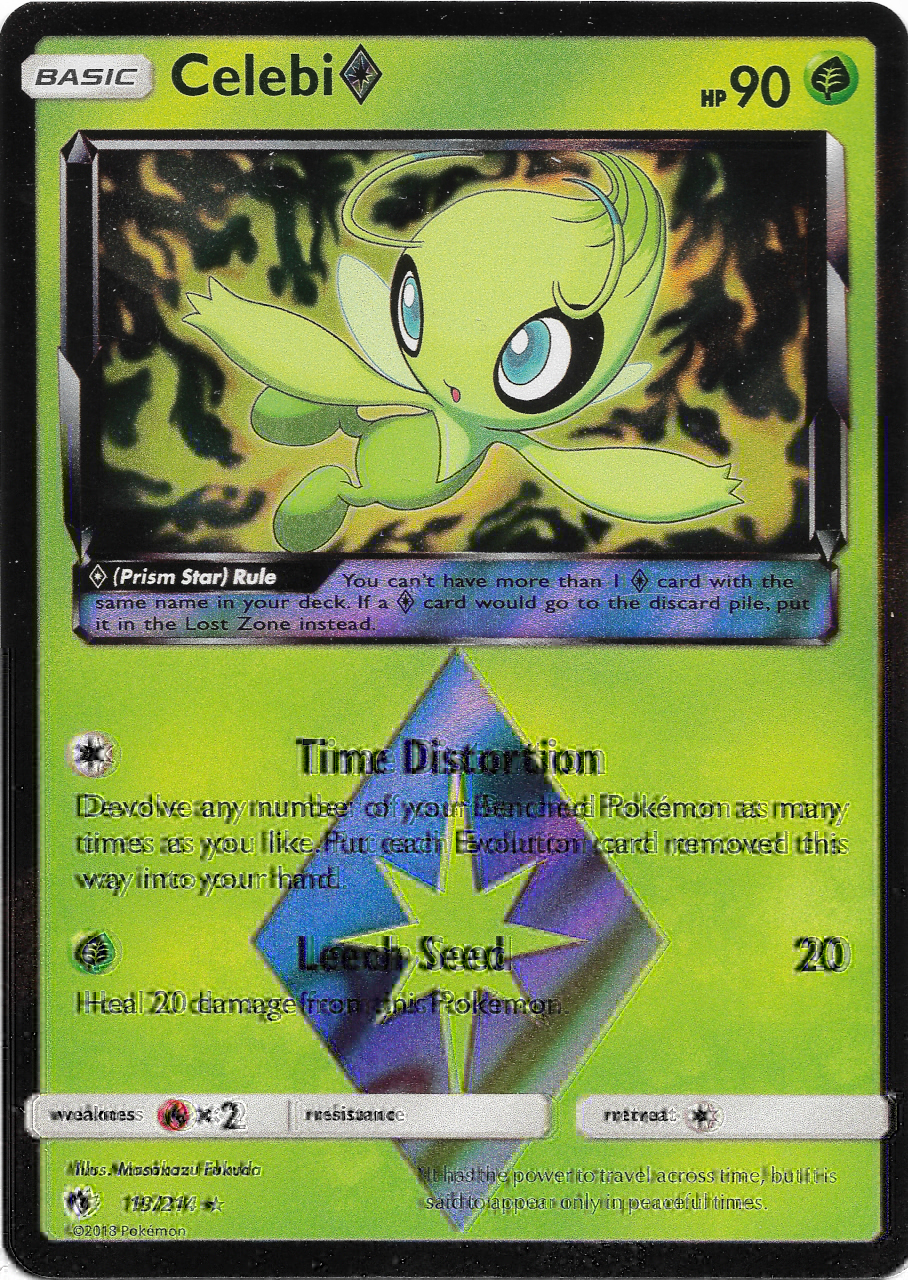 BASIC Celebi HP 90
(Prism Star) Rule You can't have more than 1 card with the
same name in your deck. If a card would go to the discard pile, put
it in the Lost Zone instead.
Time Distortion
Devolve any number of your Benched Pokémon as many
times as you like. Put each Evolution card removed this
way into your hand.
Leech Seed 20
Heal 20 damage from this Pokémon.
weakness × 2 resistance retreat
Illus. Masakazu Fukuda
It has the power to travel across time, but it is
said to appear only in peaceful times.
/214
©2018 Pokémon